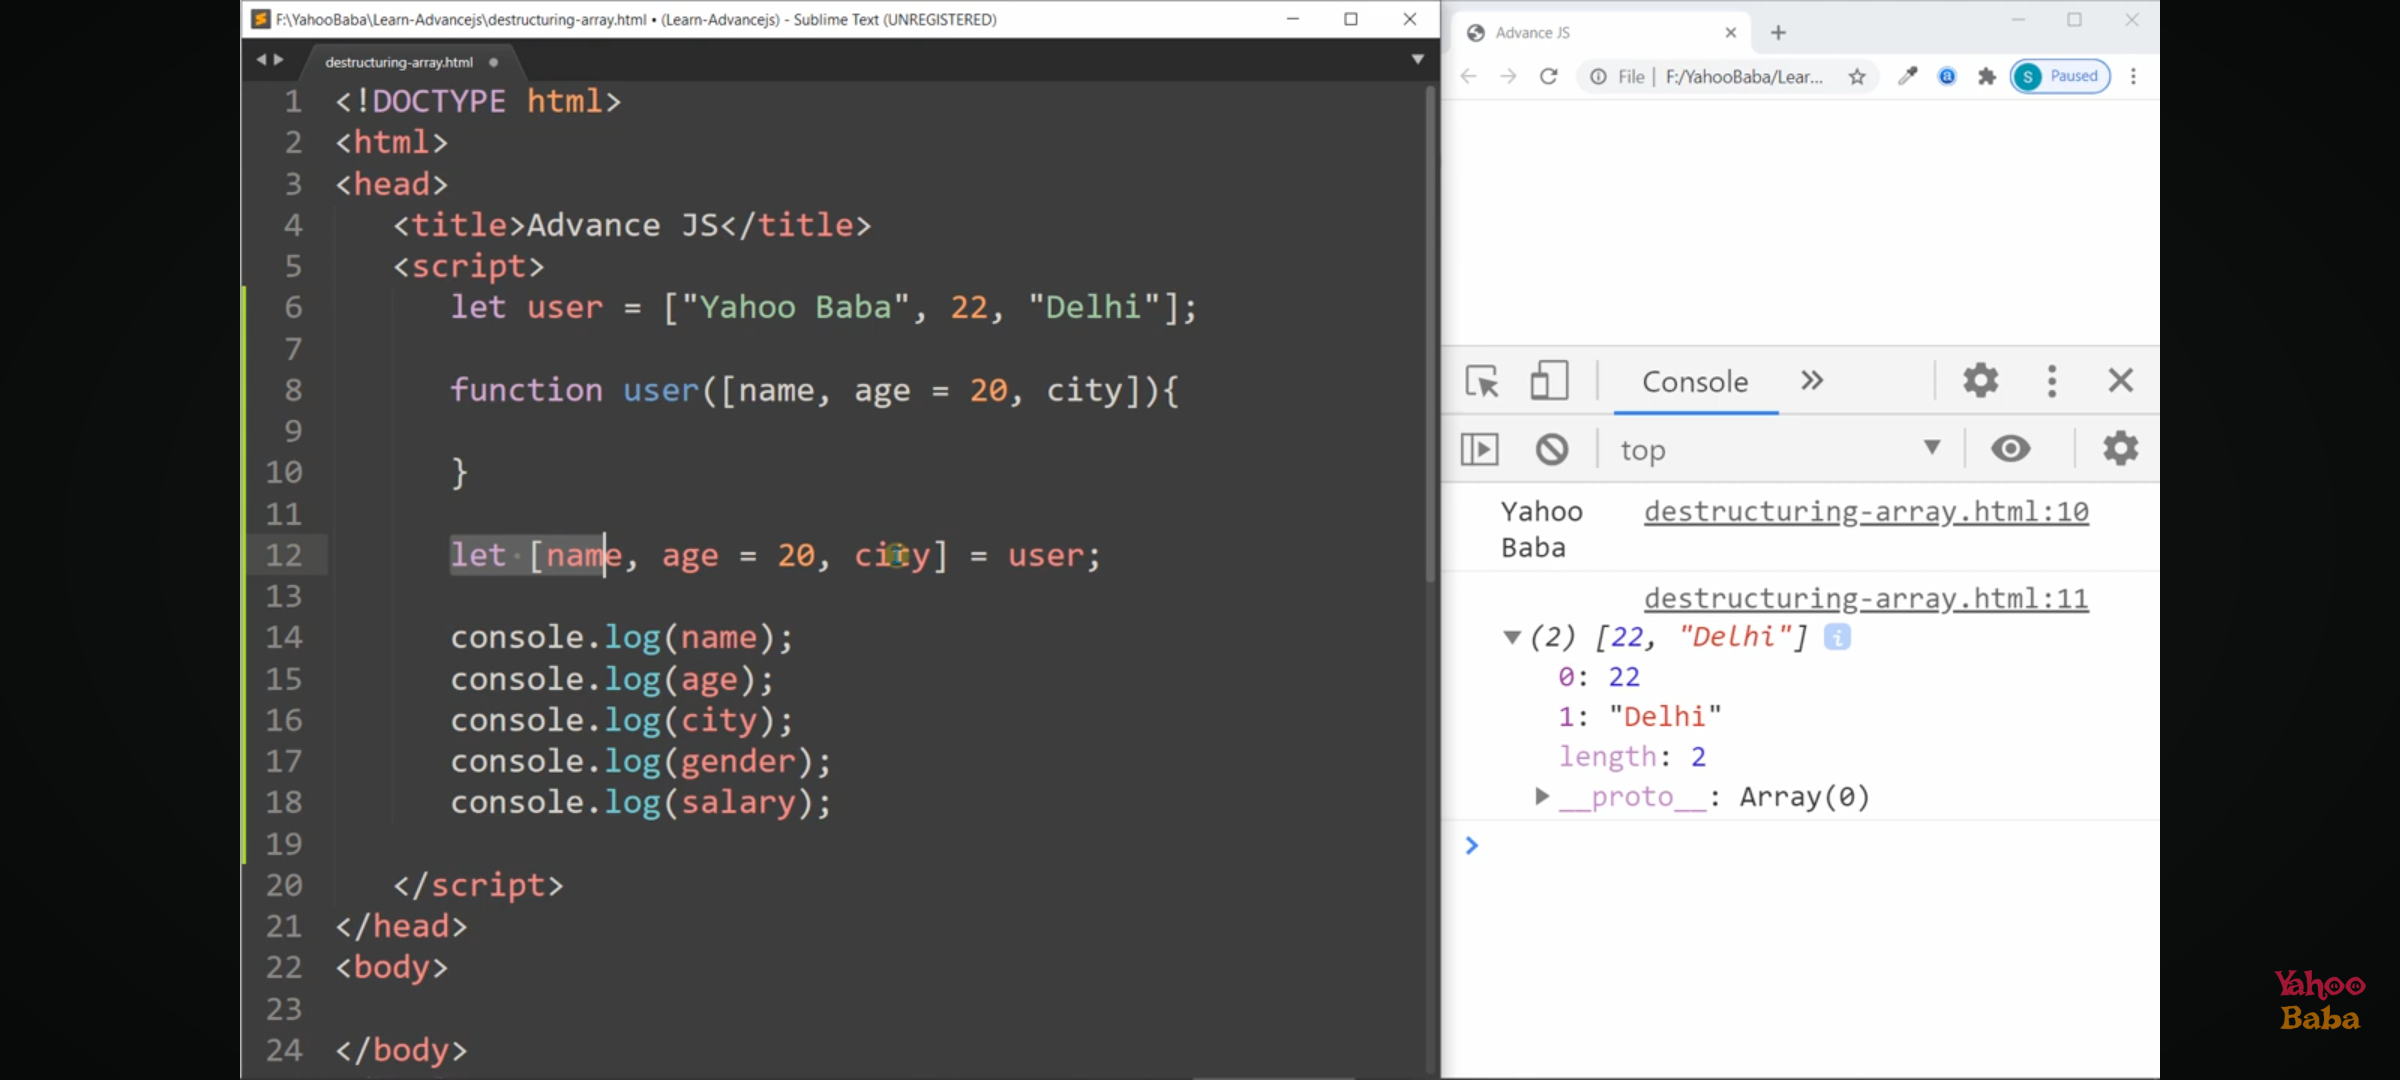 F:\YahooBaba\Learn-Advancejs\destructuring-array.html • (Learn-Advancejs) - Sublime Text (UNREGISTERED)
destructuring-array.html
1 <!DOCTYPE html>
2 <html>
3 <head>
4 <title>Advance JS</title>
5 <script>
6 let user = ["Yahoo Baba", 22, "Delhi"];
7
8 function user([name, age = 20, city]){
9
10 }
11
12 let [name, age = 20, city] = user;
13
14 console.log(name);
15 console.log(age);
16 console.log(city);
17 console.log(gender);
18 console.log(salary);
19
20 </script>
21 </head>
22 <body>
23
24 </body>
Advance JS
File | F:/YahooBaba/Lear...
S Paused
Console
top
Yahoo Baba destructuring-array.html:10
destructuring-array.html:11
(2) [22, "Delhi"] i
0: 22
1: "Delhi"
length: 2
__proto__: Array(0)
Yahoo
Baba